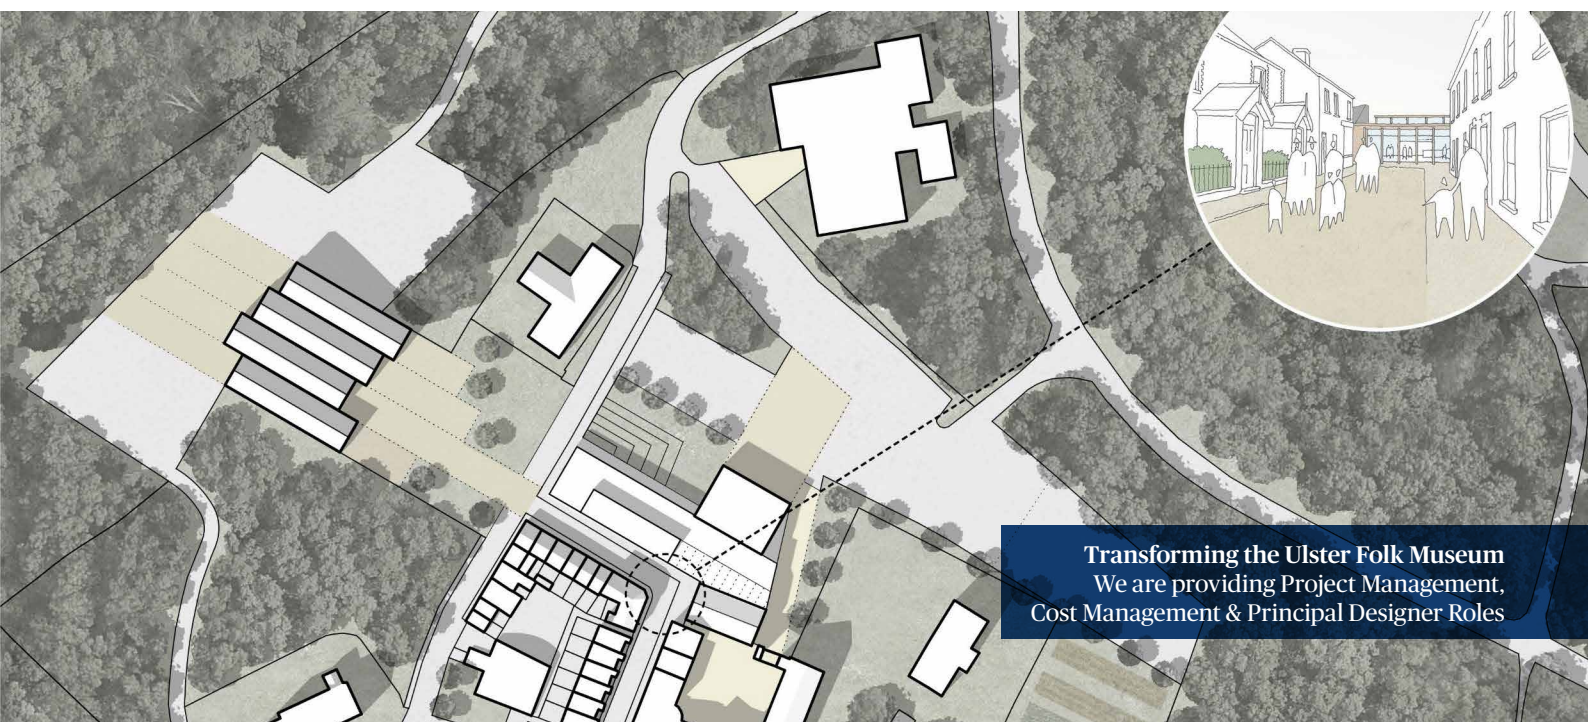 Transforming the Ulster Folk Museum
We are providing Project Management,
Cost Management & Principal Designer Roles